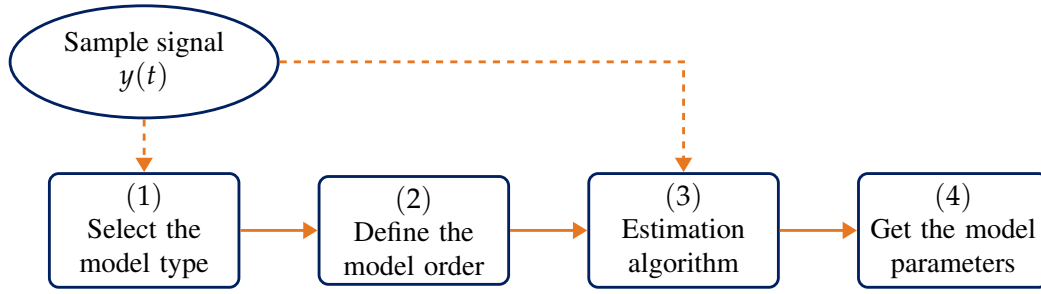 Sample signal
y(t)
(1)
Select the
model type
(2)
Define the
model order
(3)
Estimation
algorithm
(4)
Get the model
parameters